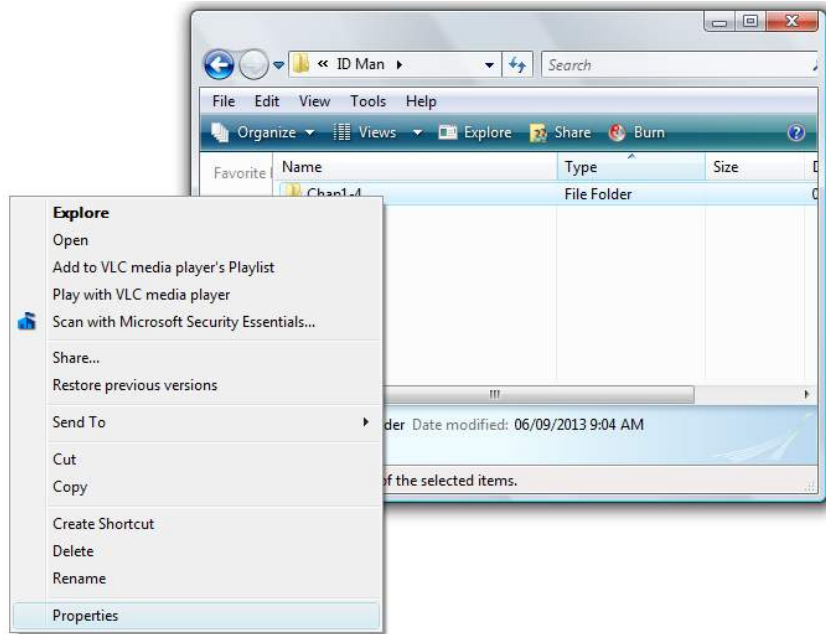 « ID Man
Search
File Edit View Tools Help
Organize Views Explore Share Burn
Favorite Name Type Size
Chap1-4 File Folder
Explore
Open
Add to VLC media player's Playlist
Play with VLC media player
Scan with Microsoft Security Essentials...
Share...
Restore previous versions
Send To
der Date modified: 06/09/2013 9:04 AM
Cut
Copy
of the selected items.
Create Shortcut
Delete
Rename
Properties